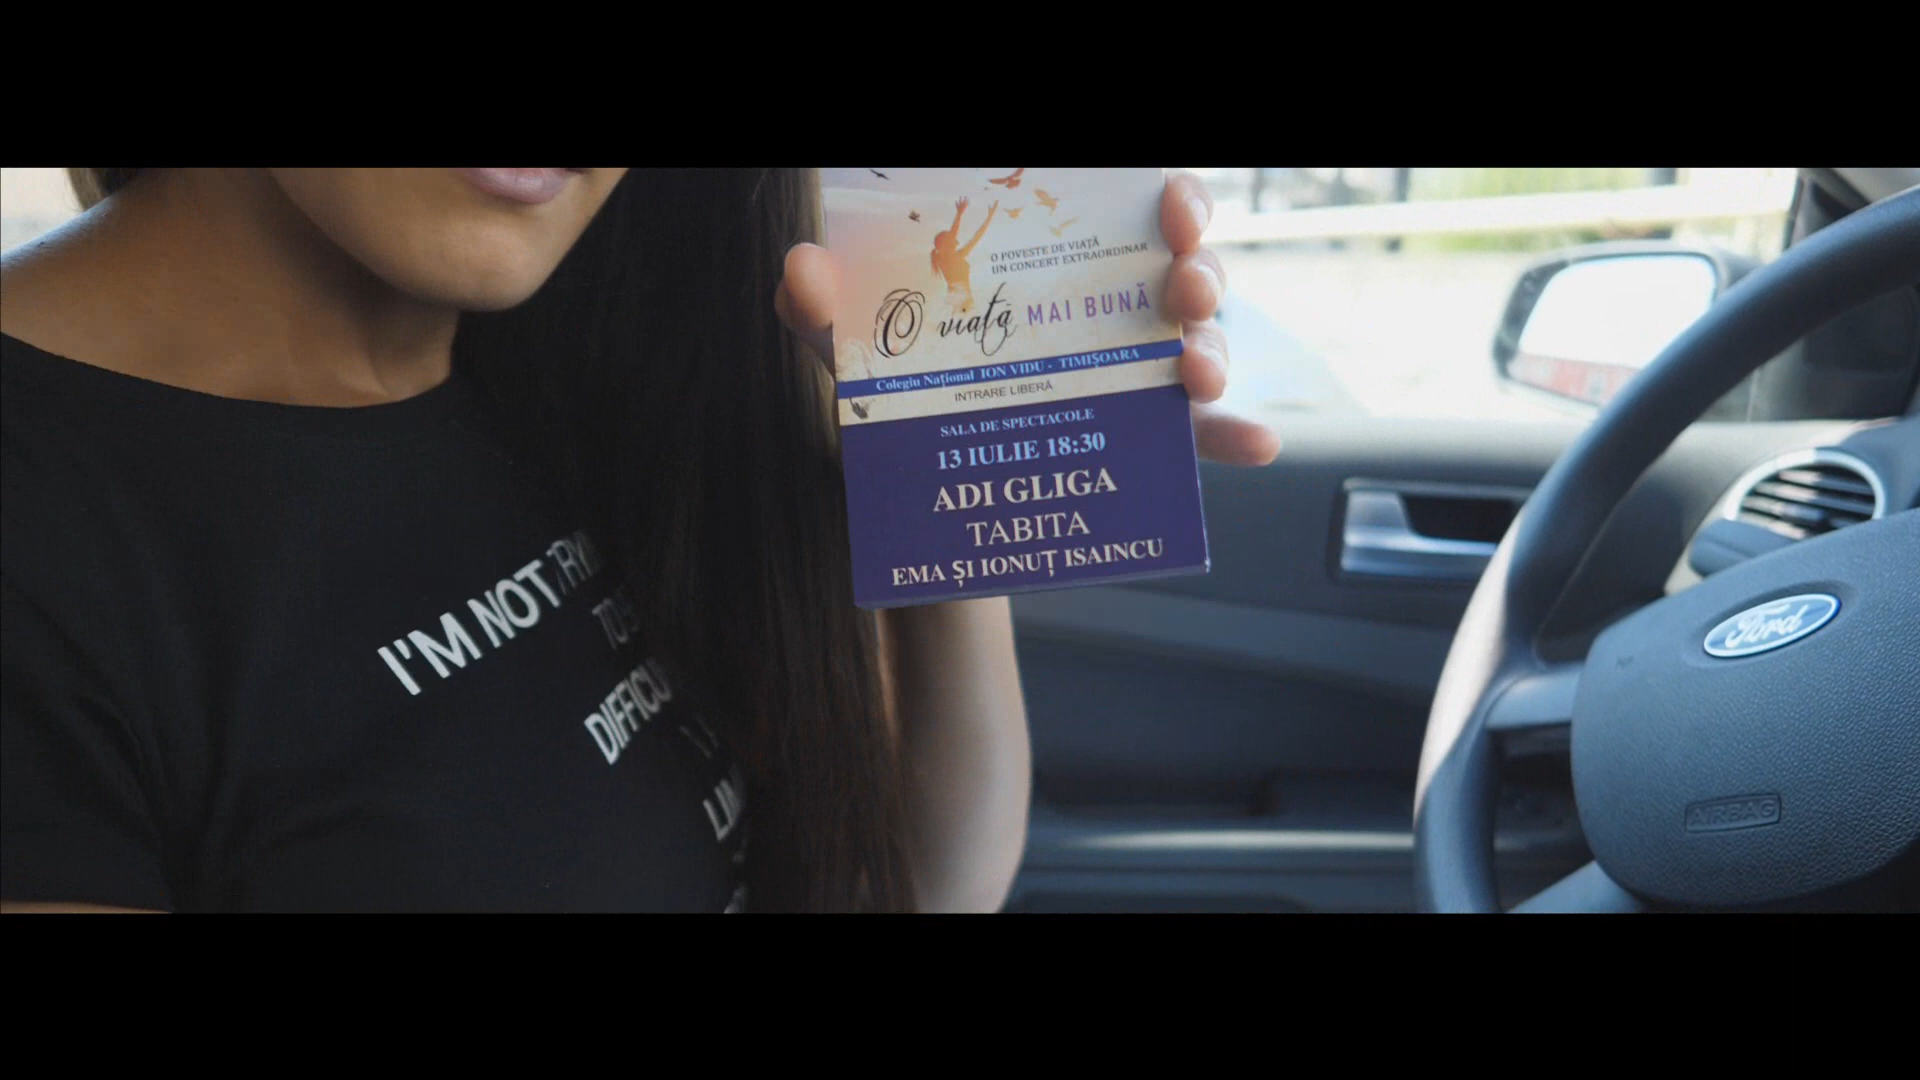 O POVESTE DE VIAȚĂ
UN CONCERT EXTRAORDINAR
O viață MAI BUNĂ
Colegiu Național ION VIDU - TIMIȘOARA
INTRARE LIBERĂ
SALA DE SPECTACOLE
13 IULIE 18:30
ADI GLIGA
TABITA
EMA ȘI IONUȚ ISAINCU
I'M NOT
Ford
AIRBAG